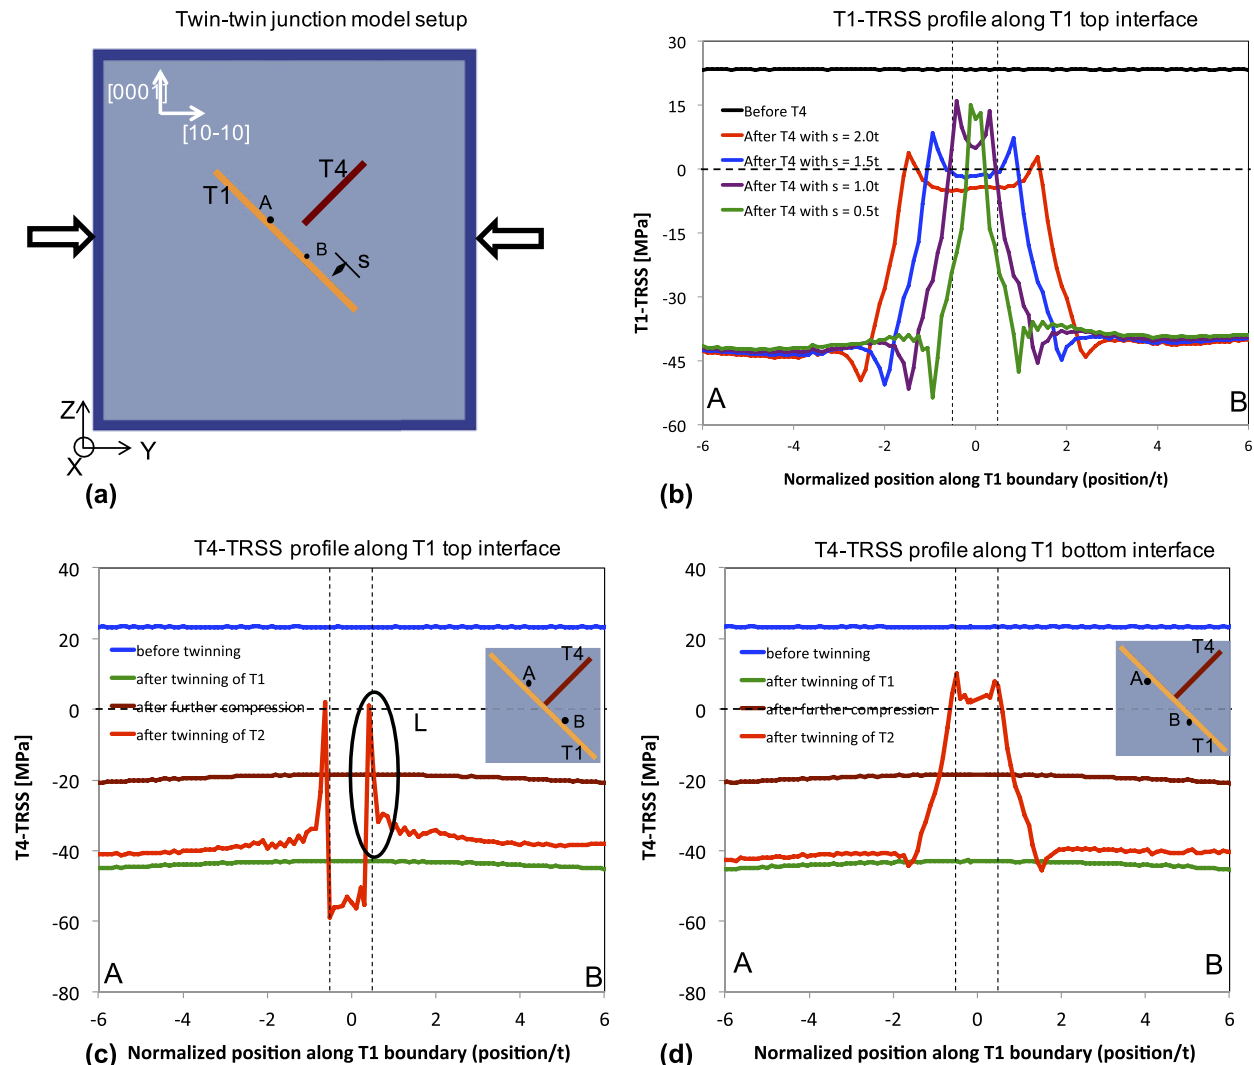 Twin-twin junction model setup
[0001]
[10-10]
T4
T1
A
B
S
Z
Y
X
(a)
T1-TRSS profile along T1 top interface
30
15
0
-15
-30
-45
-60
T1-TRSS [MPa]
Before T4
After T4 with s = 2.0t
After T4 with s = 1.5t
After T4 with s = 1.0t
After T4 with s = 0.5t
A
B
-6
-4
-2
0
2
4
6
Normalized position along T1 boundary (position/t)
(b)
T4-TRSS profile along T1 top interface
40
20
0
-20
-40
-60
-80
T4-TRSS [MPa]
before twinning
after twinning of T1
after further compression
after twinning of T2
L
T4
A
B
T1
A
B
-6
-4
-2
0
2
4
6
(c)
Normalized position along T1 boundary (position/t)
T4-TRSS profile along T1 bottom interface
40
20
0
-20
-40
-60
-80
T4-TRSS [MPa]
before twinning
after twinning of T1
after further compression
after twinning of T2
T4
A
B
T1
A
B
-6
-4
-2
0
2
4
6
(d)
Normalized position along T1 boundary (position/t)